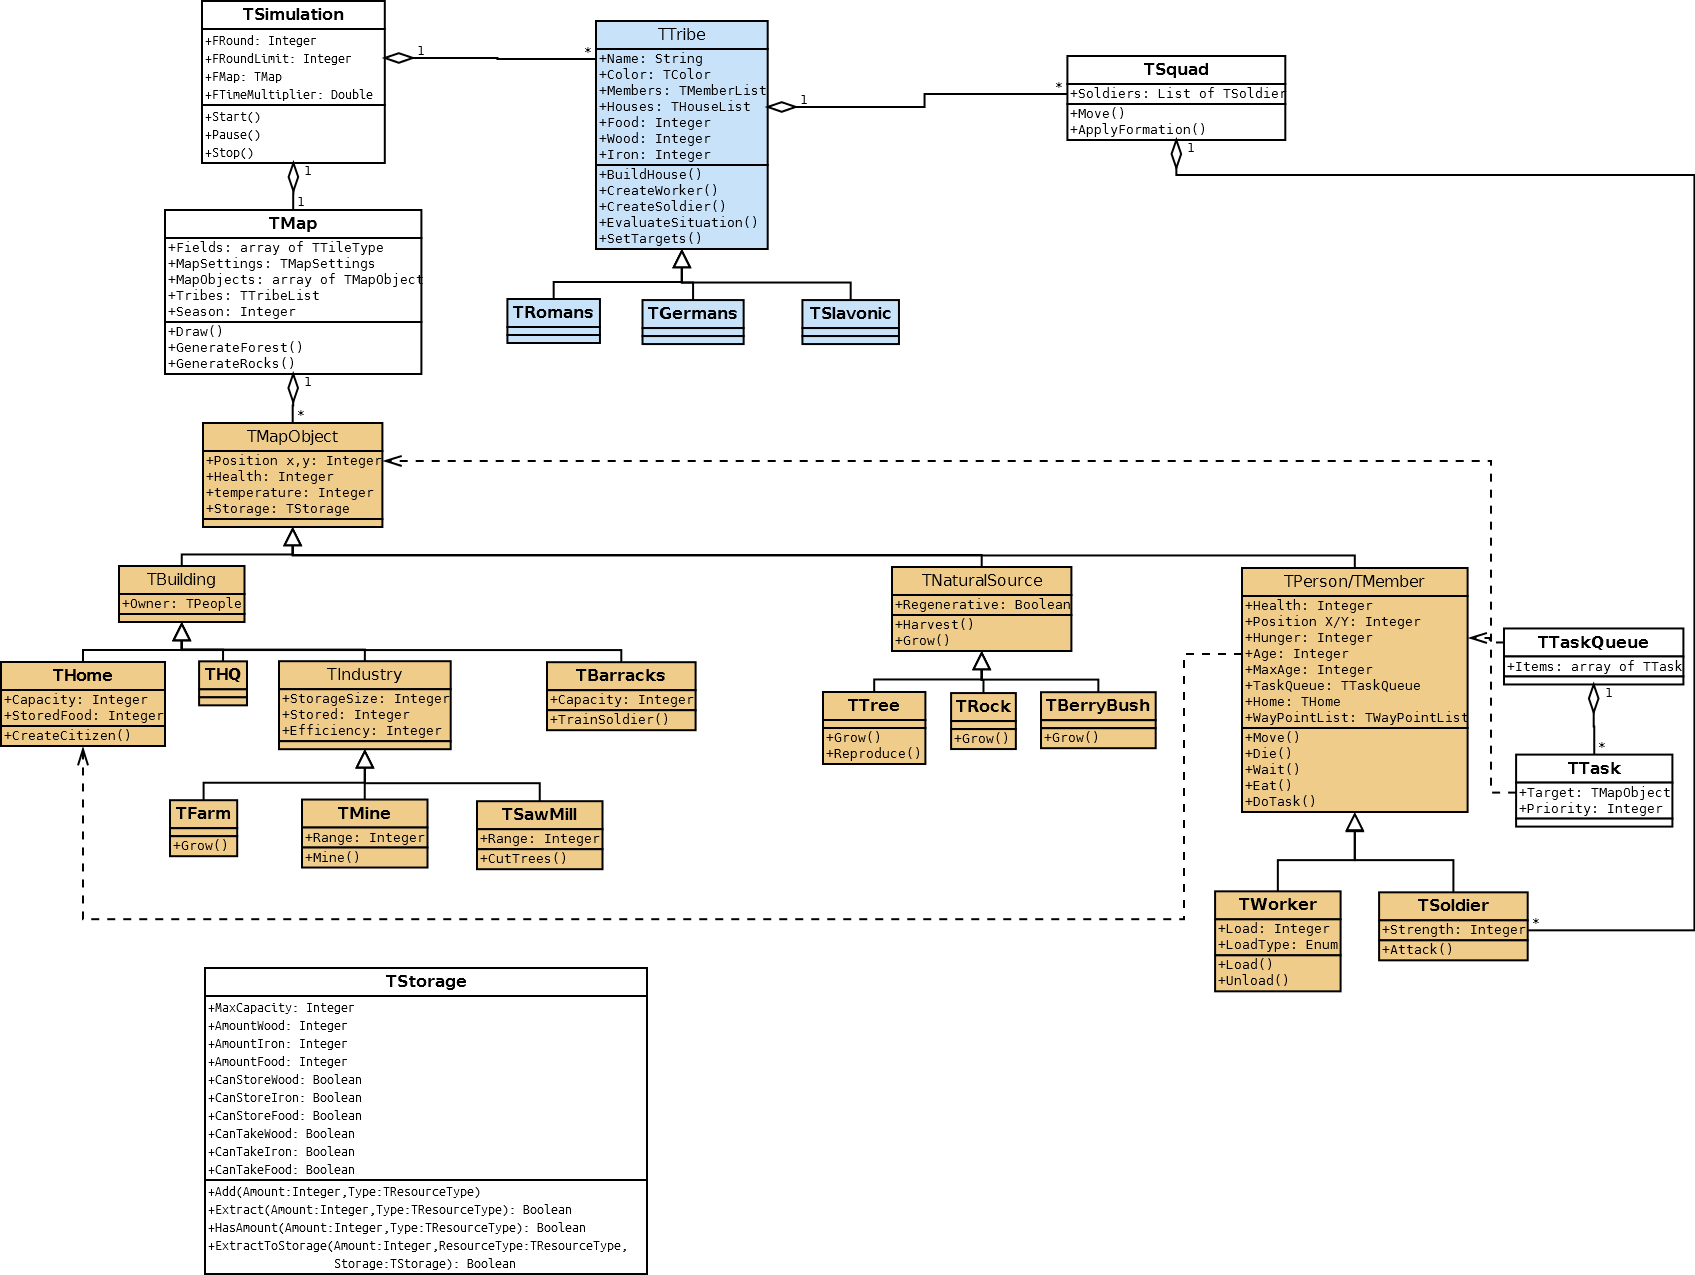 TSimulation
+FRound: Integer
+FRoundLimit: Integer
+FMap: TMap
+FTimeMultiplier: Double
+Start()
+Pause()
+Stop()
1
*
1
1
TTribe
+Name: String
+Color: TColor
+Members: TMemberList
+Houses: THouseList
+Food: Integer
+Wood: Integer
+Iron: Integer
+BuildHouse()
+CreateWorker()
+CreateSoldier()
+EvaluateSituation()
+SetTargets()
1
*
TSquad
+Soldiers: List of TSoldier
+Move()
+ApplyFormation()
1
TMap
+Fields: array of TTileType
+MapSettings: TMapSettings
+MapObjects: array of TMapObject
+Tribes: TTribeList
+Season: Integer
+Draw()
+GenerateForest()
+GenerateRocks()
1
*
TRomans
TGermans
TSlavonic
TMapObject
+Position x,y: Integer
+Health: Integer
+temperature: Integer
+Storage: TStorage
TBuilding
+Owner: TPeople
TNaturalSource
+Regenerative: Boolean
+Harvest()
+Grow()
TPerson/TMember
+Health: Integer
+Position X/Y: Integer
+Hunger: Integer
+Age: Integer
+MaxAge: Integer
+TaskQueue: TTaskQueue
+Home: THome
+WayPointList: TWayPointList
+Move()
+Die()
+Wait()
+Eat()
+DoTask()
TTaskQueue
+Items: array of TTask
1
*
TTask
+Target: TMapObject
+Priority: Integer
THome
+Capacity: Integer
+StoredFood: Integer
+CreateCitizen()
THQ
TIndustry
+StorageSize: Integer
+Stored: Integer
+Efficiency: Integer
TBarracks
+Capacity: Integer
+TrainSoldier()
TTree
+Grow()
+Reproduce()
TRock
+Grow()
TBerryBush
+Grow()
TFarm
+Grow()
TMine
+Range: Integer
+Mine()
TSawMill
+Range: Integer
+CutTrees()
TWorker
+Load: Integer
+LoadType: Enum
+Load()
+Unload()
TSoldier
+Strength: Integer
+Attack()
*
TStorage
+MaxCapacity: Integer
+AmountWood: Integer
+AmountIron: Integer
+AmountFood: Integer
+CanStoreWood: Boolean
+CanStoreIron: Boolean
+CanStoreFood: Boolean
+CanTakeWood: Boolean
+CanTakeIron: Boolean
+CanTakeFood: Boolean
+Add(Amount:Integer,Type:TResourceType)
+Extract(Amount:Integer,Type:TResourceType): Boolean
+HasAmount(Amount:Integer,Type:TResourceType): Boolean
+ExtractToStorage(Amount:Integer,ResourceType:TResourceType,
Storage:TStorage): Boolean